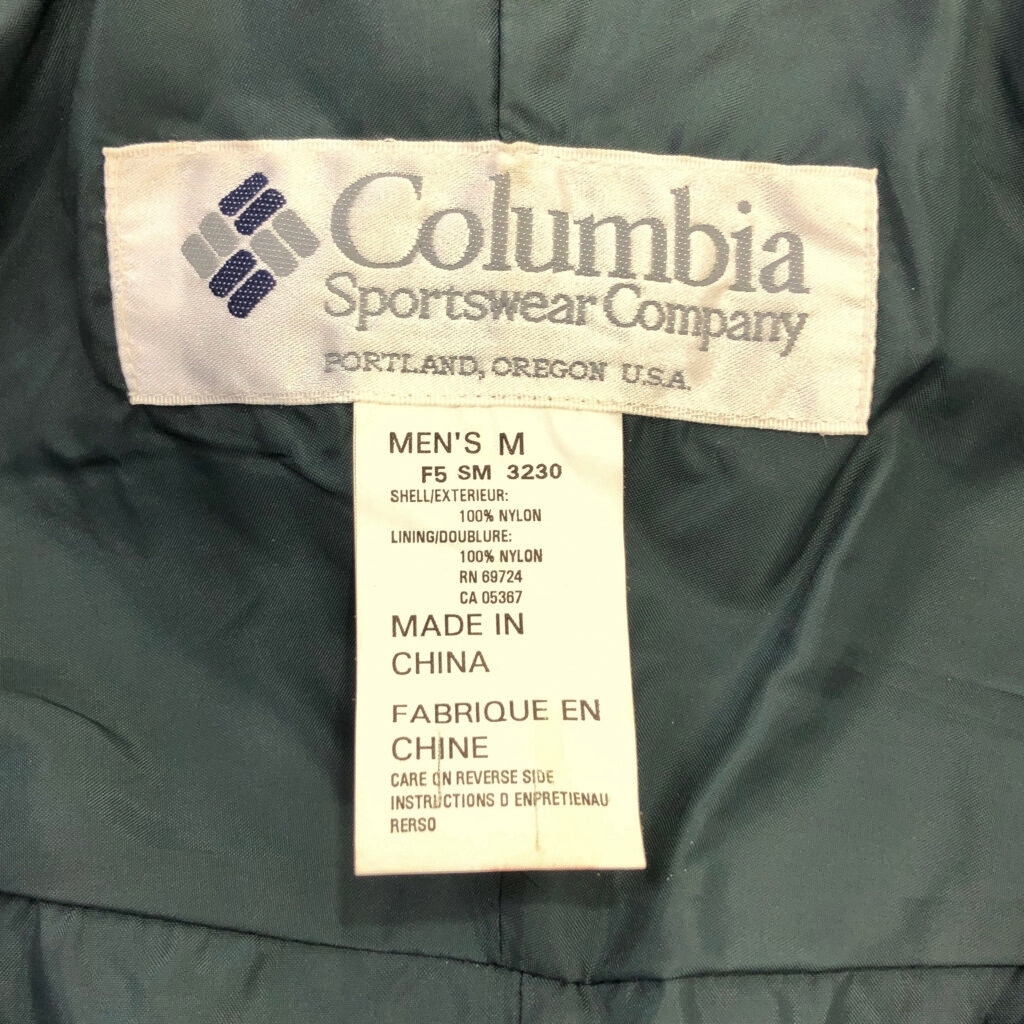 Columbia
Sportswear Company
PORTLAND, OREGON U.S.A.
MEN'S M
F5 SM 3230
SHELL/EXTERIEUR:
100% NYLON
LINING/DOUBLURE:
100% NYLON
RN 69724
CA 05367
MADE IN
CHINA
FABRIQUE EN
CHINE
CARE ON REVERSE SIDE
INSTRUCTIONS D ENPRETIENAU
RERSO